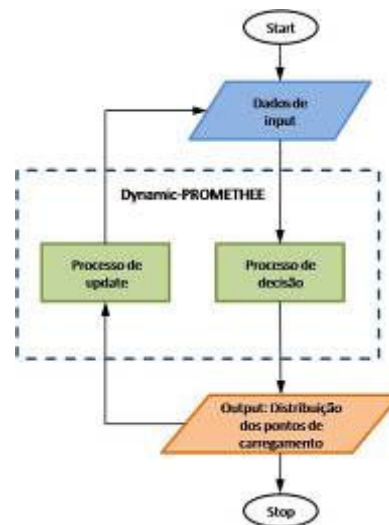 Start
Dados de
input
Dynamic-PROMETHEE
Processo de
update
Processo de
decisão
Output: Distribuição
dos pontos de
carregamento
Stop